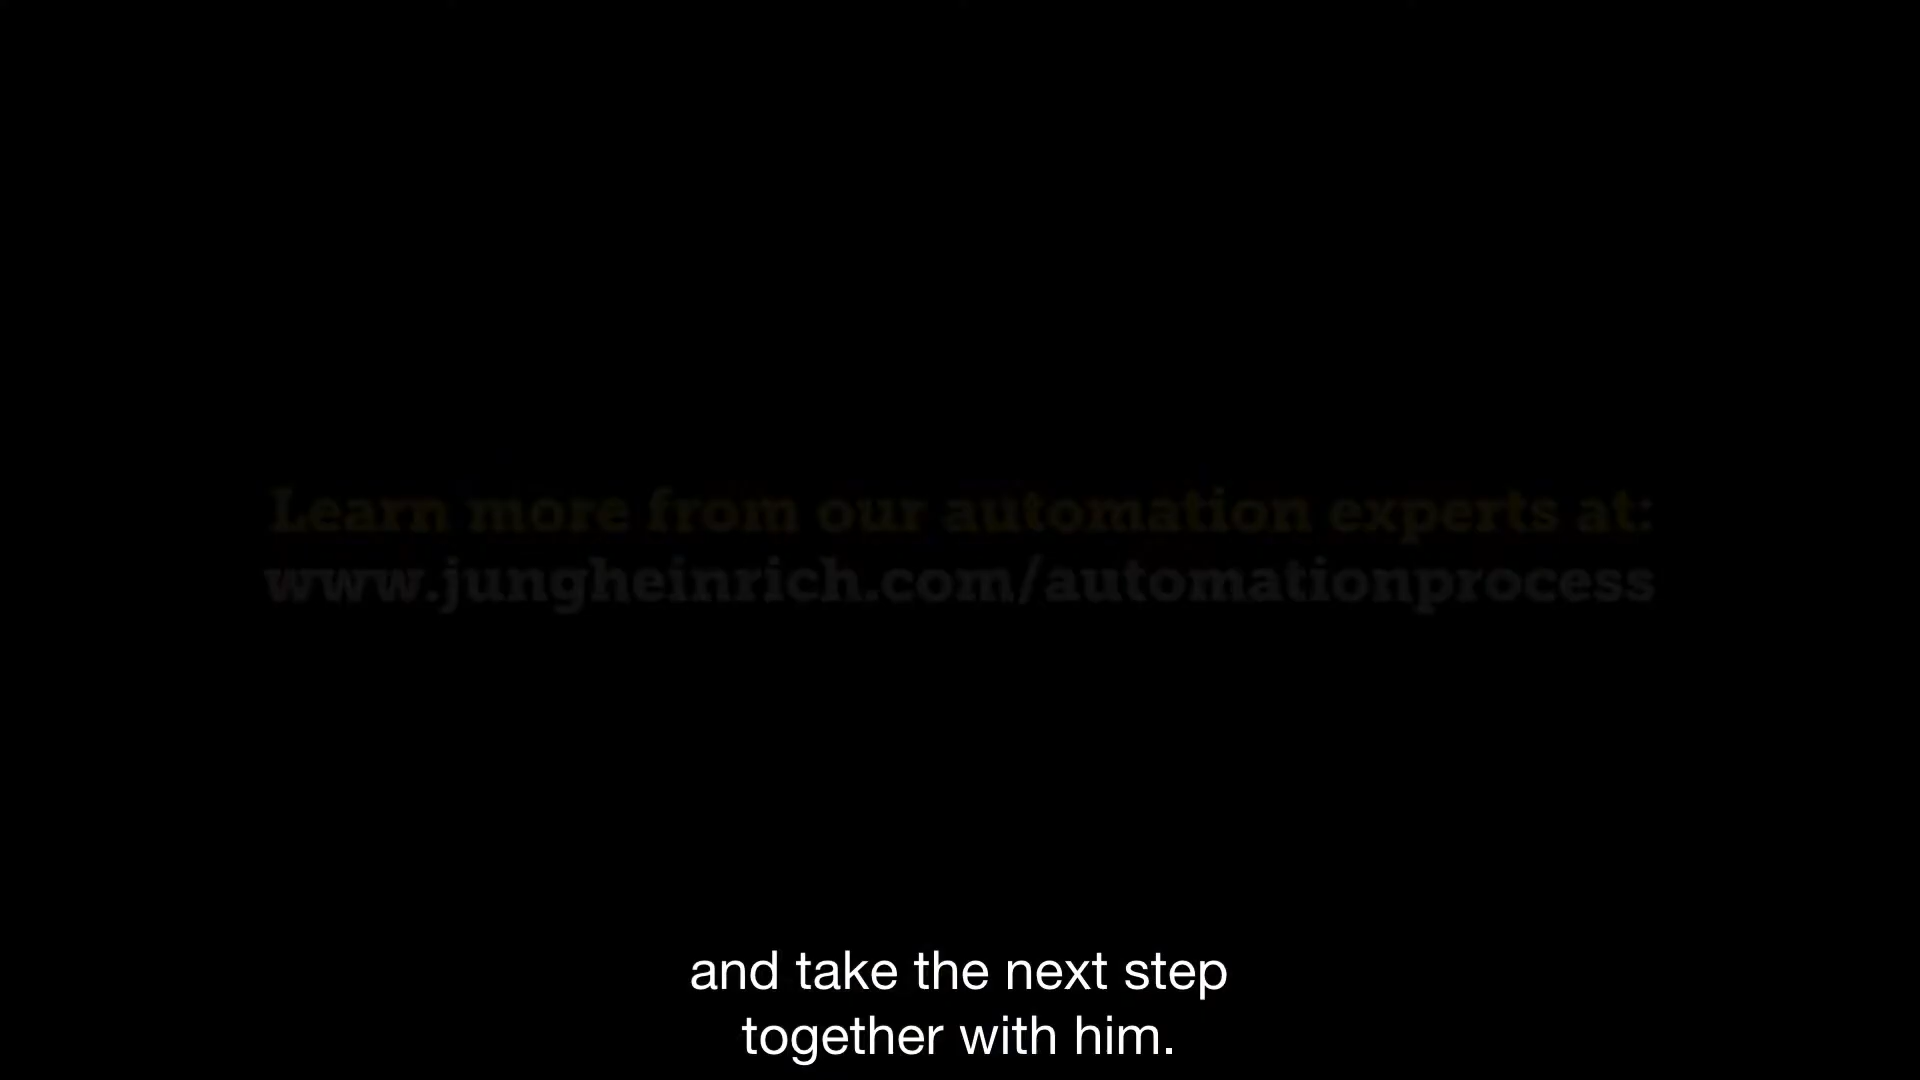 Learn more from our automation experts at:
www.jungheinrich.com/automationprocess
and take the next step
together with him.